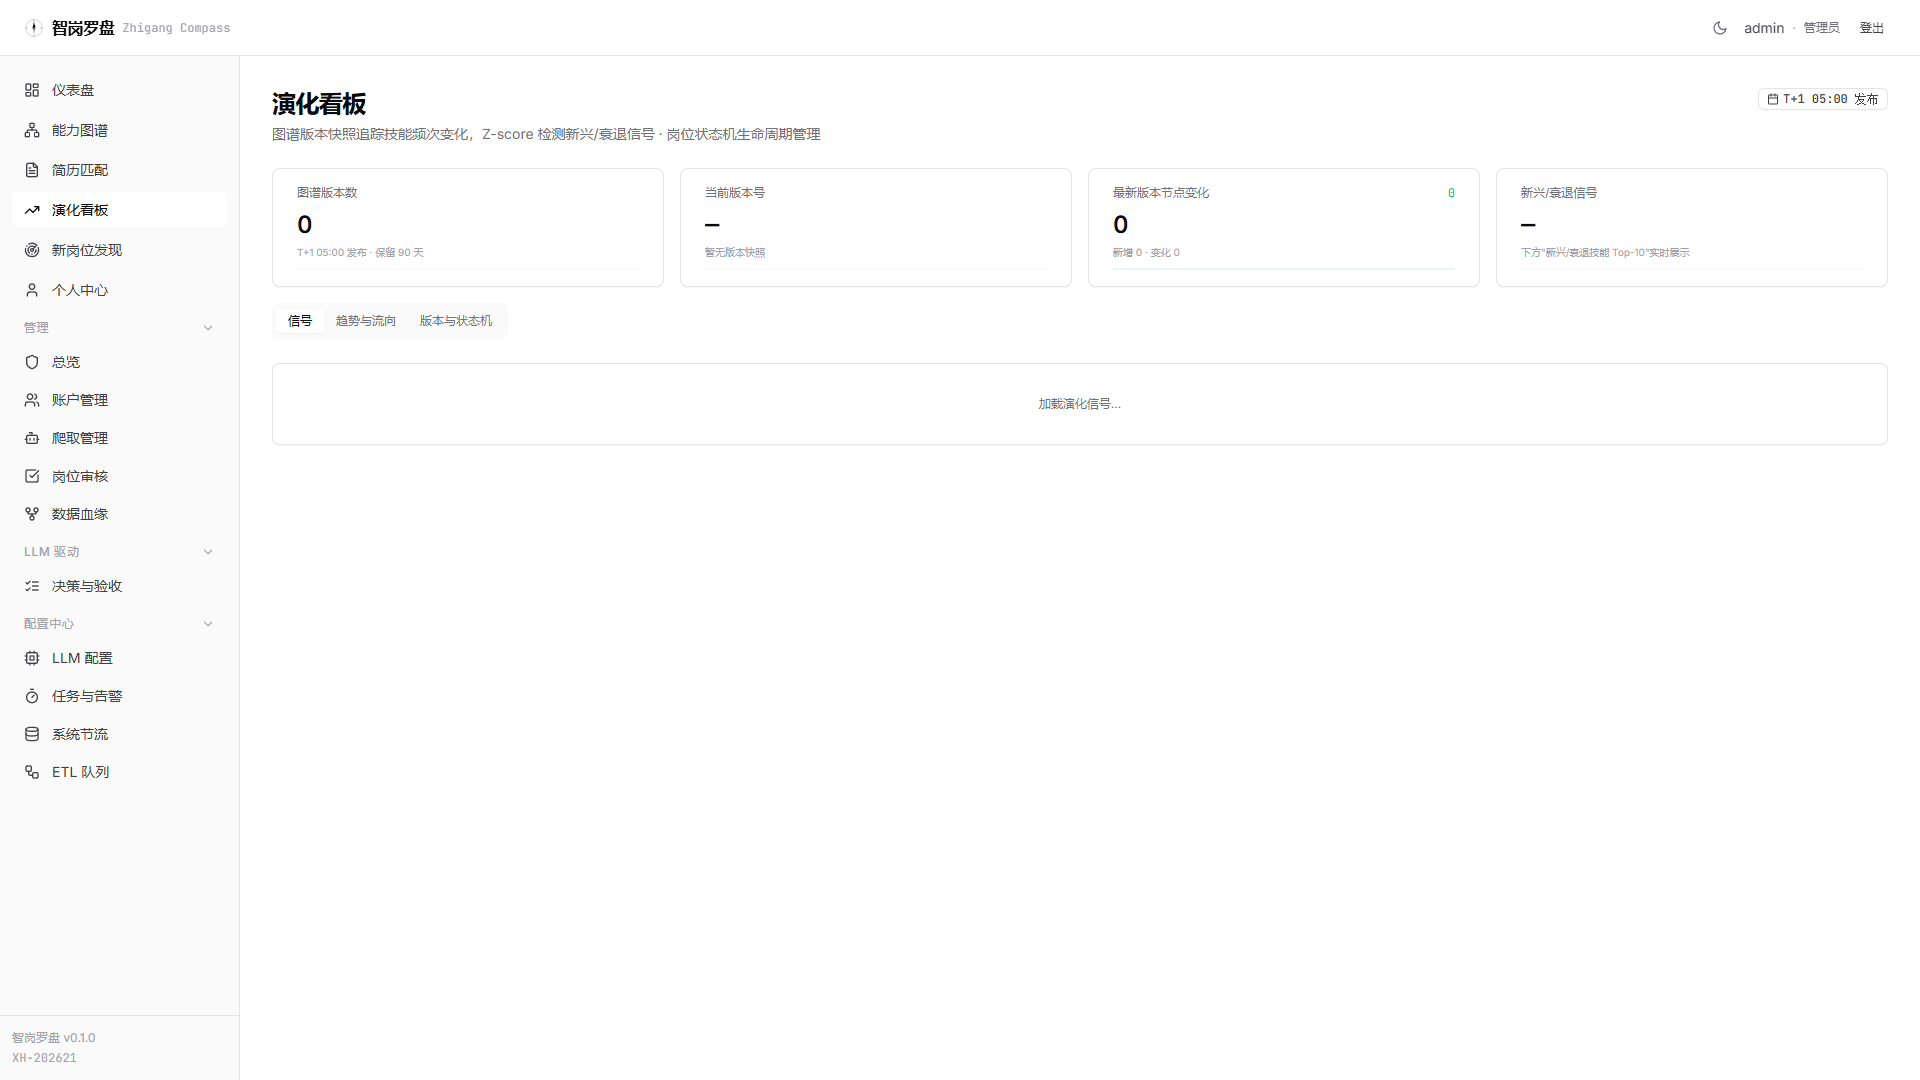 智岗罗盘 Zhigang Compass
admin · 管理员 登出
仪表盘
能力图谱
简历匹配
演化看板
新岗位发现
个人中心
管理
总览
账户管理
爬取管理
岗位审核
数据血缘
LLM 驱动
决策与验收
配置中心
LLM 配置
任务与告警
系统节流
ETL 队列
智岗罗盘 v0.1.0
XH-202621
演化看板
T+1 05:00 发布
图谱版本快照追踪技能频次变化，Z-score 检测新兴/衰退信号 · 岗位状态机生命周期管理
图谱版本数
0
T+1 05:00 发布 · 保留 90 天
当前版本号
—
暂无版本快照
最新版本节点变化 0
0
新增 0 · 变化 0
新兴/衰退信号
—
下方"新兴/衰退技能 Top-10"实时展示
信号 趋势与流向 版本与状态机
加载演化信号...